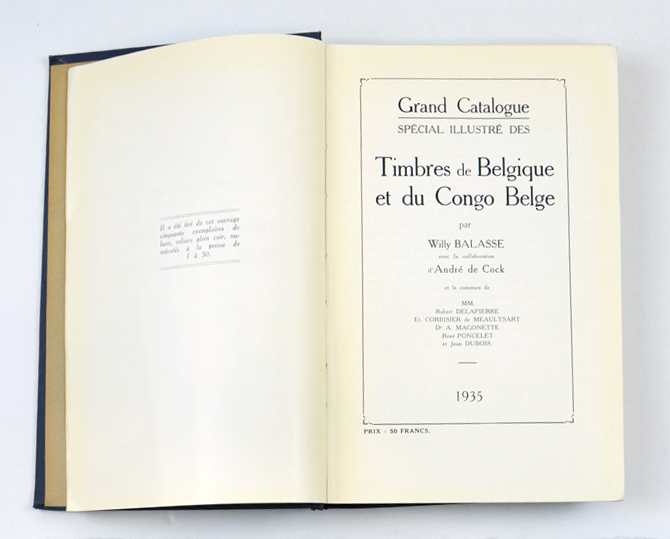 Il a été tiré de cet ouvrage
cinquante exemplaires de
luxe, reliure plein cuir, nu-
mérotés à la presse de
1 à 50.
Grand Catalogue
SPÉCIAL ILLUSTRÉ DES
Timbres de Belgique
et du Congo Belge
par
Willy BALASSE
avec la collaboration
d'André de Cock
et le concours de
MM.
Robert DELAPIERRE
Et. CORBISIER de MEAULTSART
Dr A. MAGONETTE
René PONCELET
et Jean DUBOIS.
1935
PRIX : 50 FRANCS.